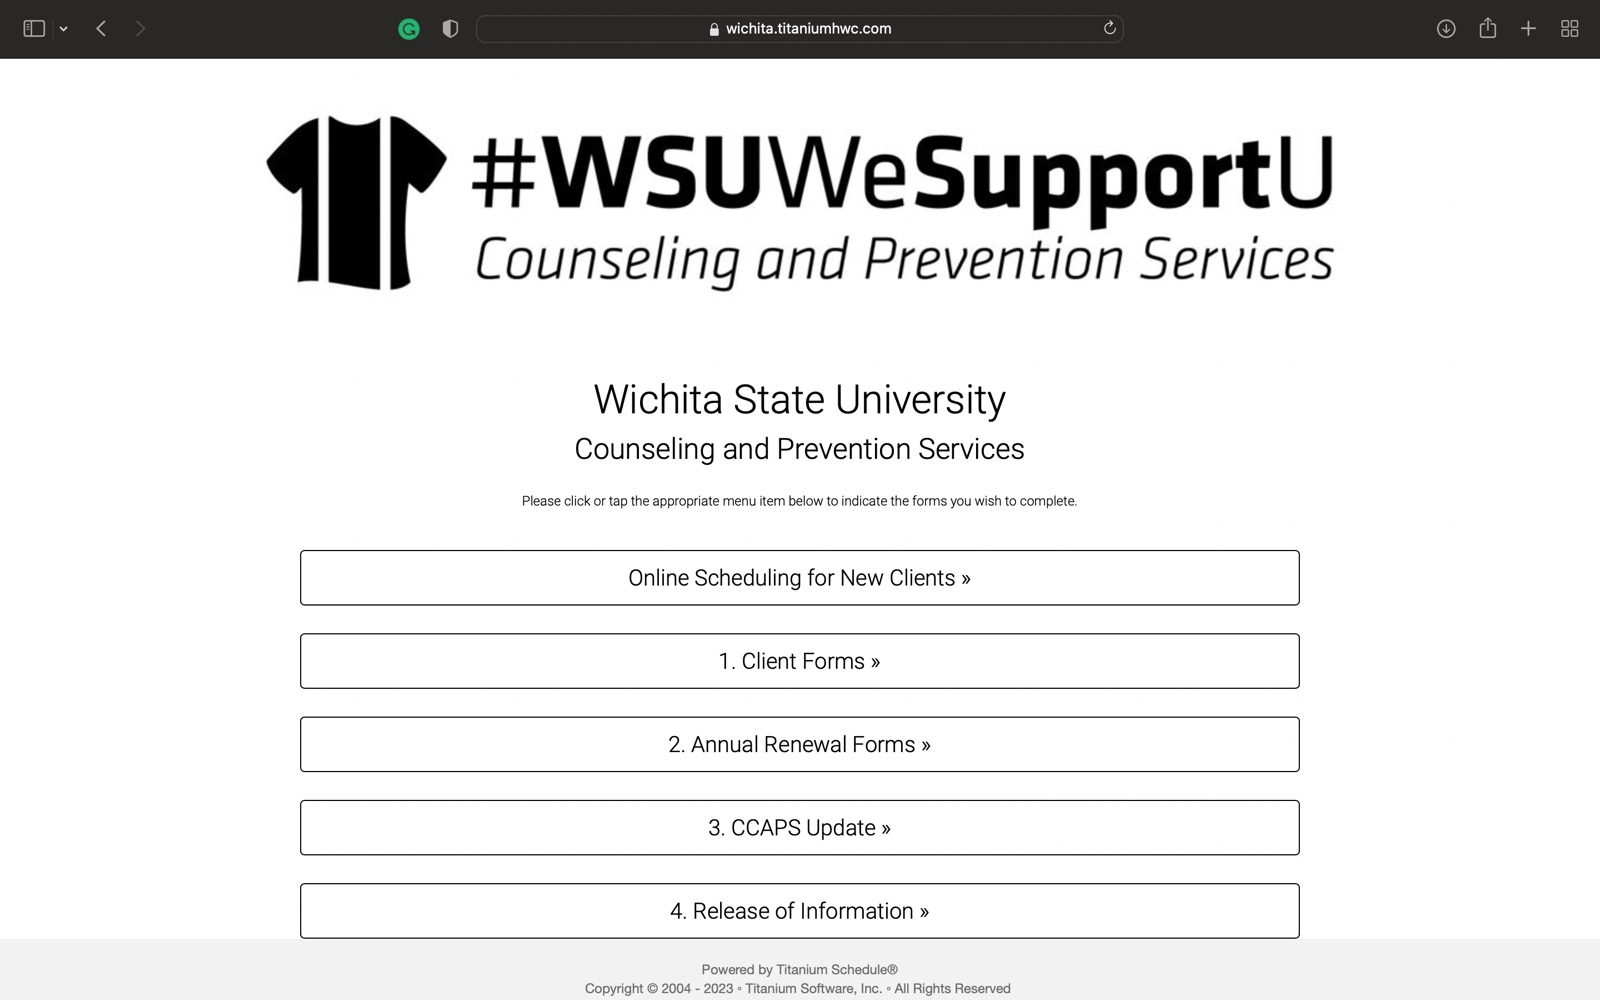 wichita.titaniumhwc.com
#WSUWeSupportU
Counseling and Prevention Services
Wichita State University
Counseling and Prevention Services
Please click or tap the appropriate menu item below to indicate the forms you wish to complete.
Online Scheduling for New Clients »
1. Client Forms »
2. Annual Renewal Forms »
3. CCAPS Update »
4. Release of Information »
Powered by Titanium Schedule®
Copyright © 2004 - 2023 ◦ Titanium Software, Inc. ◦ All Rights Reserved